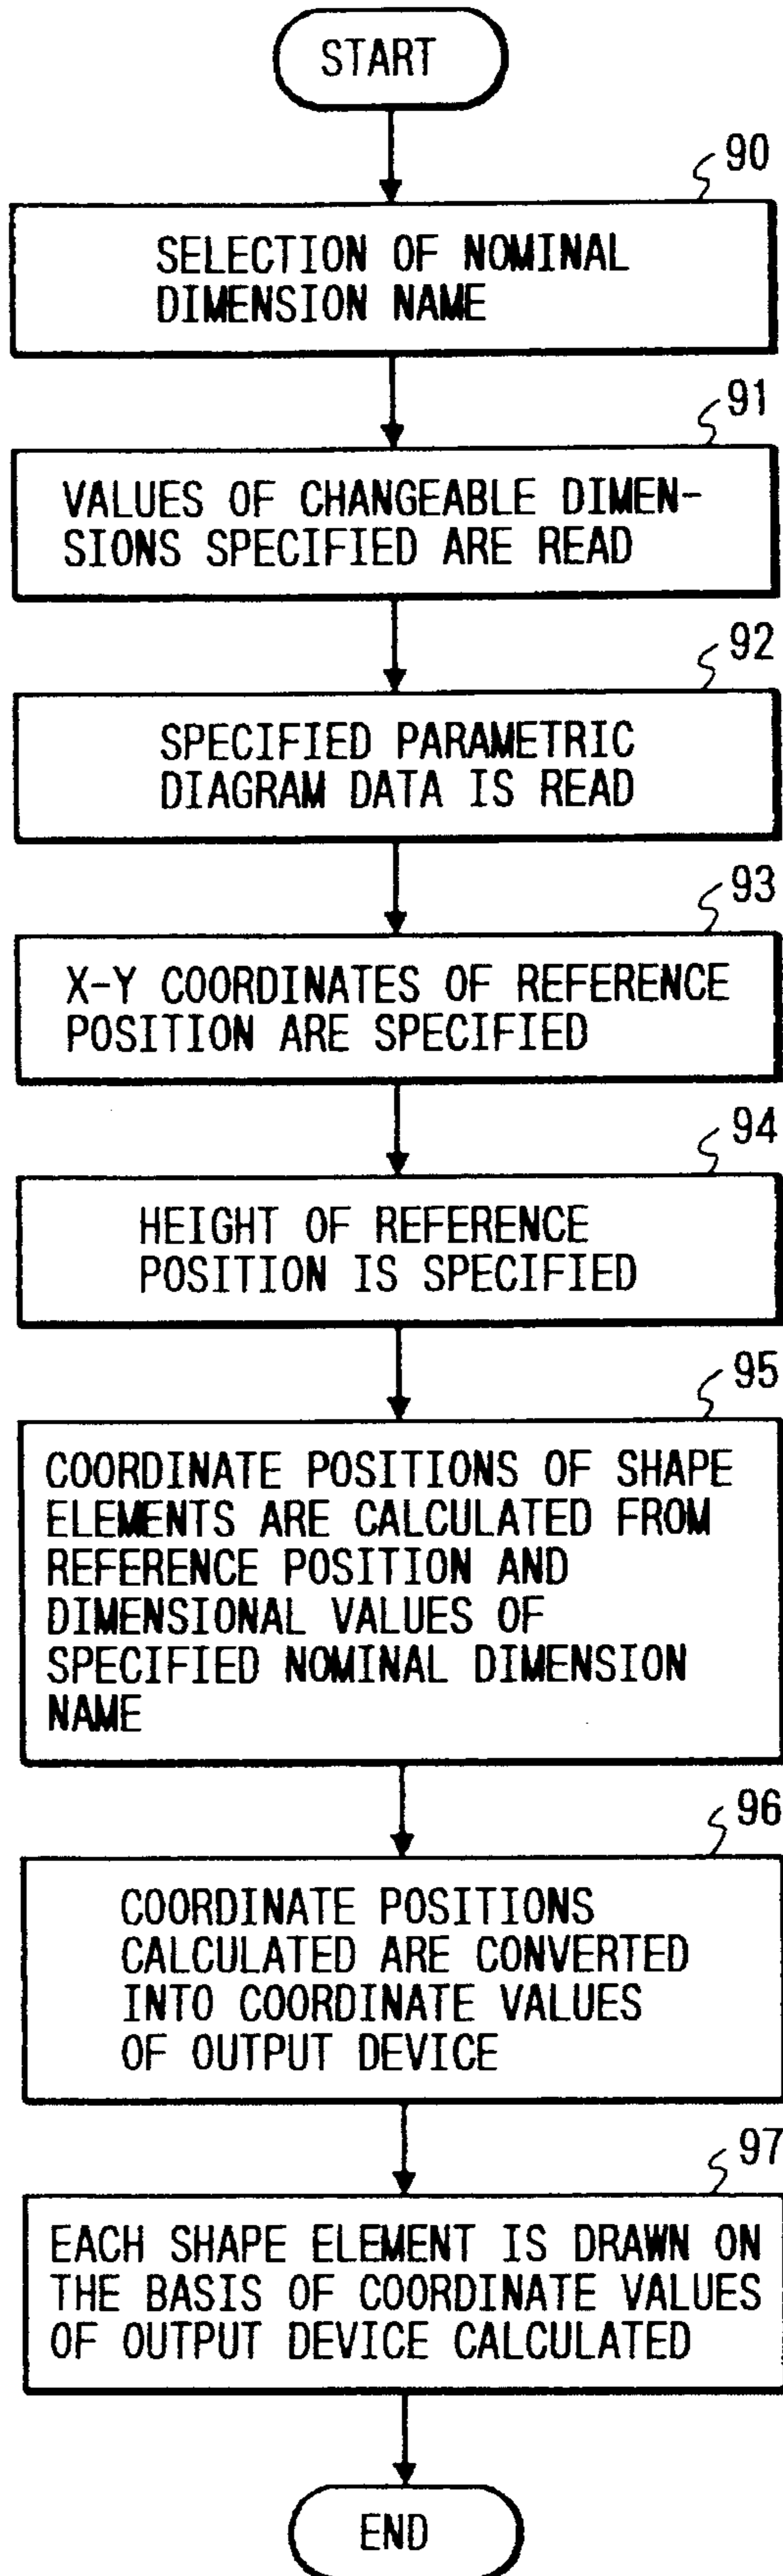 START
90
SELECTION OF NOMINAL
DIMENSION NAME
91
VALUES OF CHANGEABLE DIMEN-
SIONS SPECIFIED ARE READ
92
SPECIFIED PARAMETRIC
DIAGRAM DATA IS READ
93
X-Y COORDINATES OF REFERENCE
POSITION ARE SPECIFIED
94
HEIGHT OF REFERENCE
POSITION IS SPECIFIED
95
COORDINATE POSITIONS OF SHAPE
ELEMENTS ARE CALCULATED FROM
REFERENCE POSITION AND
DIMENSIONAL VALUES OF
SPECIFIED NOMINAL DIMENSION
NAME
96
COORDINATE POSITIONS
CALCULATED ARE CONVERTED
INTO COORDINATE VALUES
OF OUTPUT DEVICE
97
EACH SHAPE ELEMENT IS DRAWN ON
THE BASIS OF COORDINATE VALUES
OF OUTPUT DEVICE CALCULATED
END